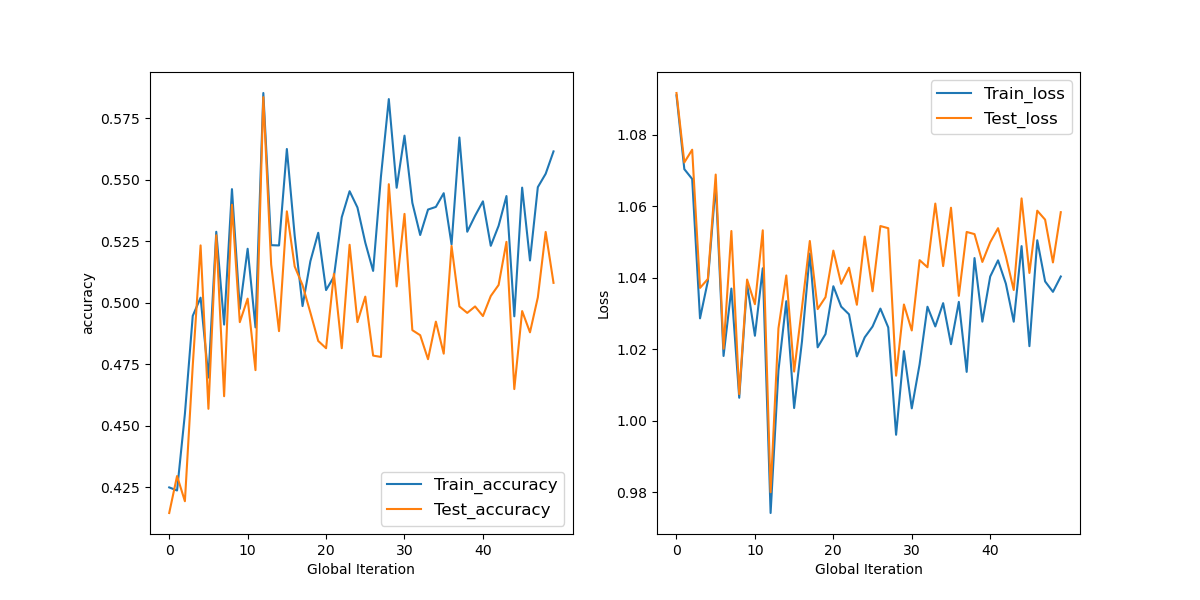 accuracy
0.575
0.550
0.525
0.500
0.475
0.450
0.425
0 10 20 30 40
Global Iteration
Train_accuracy
Test_accuracy
Loss
1.08
1.06
1.04
1.02
1.00
0.98
0 10 20 30 40
Global Iteration
Train_loss
Test_loss